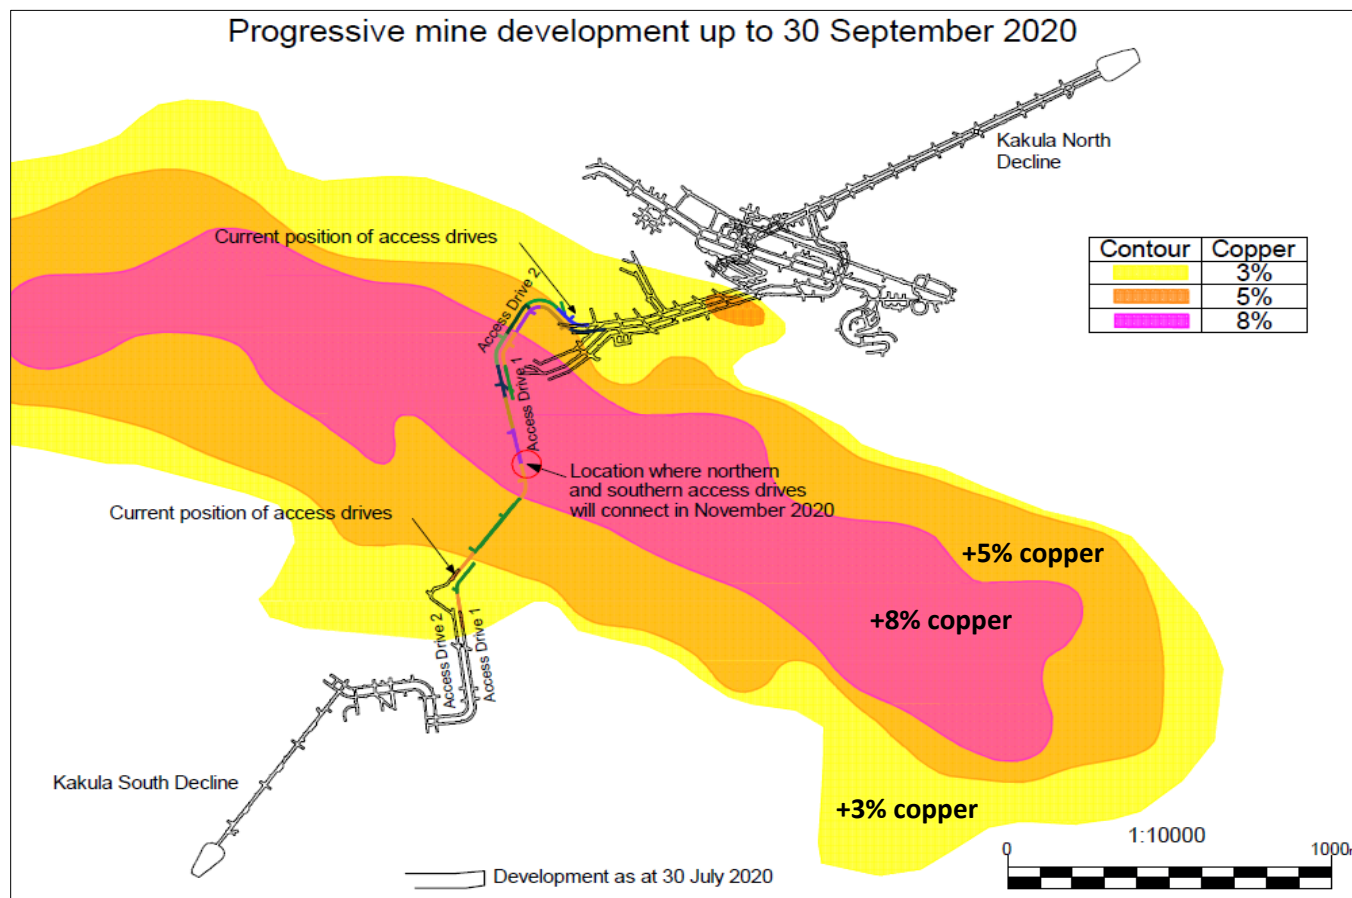 Progressive mine development up to 30 September 2020
Kakula North
Decline
Current position of access drives
Contour Copper
3%
5%
8%
Access Drive 2
Access Drive 1
Location where northern
and southern access drives
will connect in November 2020
Current position of access drives
+5% copper
+8% copper
Access Drive 2
Access Drive 1
Kakula South Decline
+3% copper
1:10000
0 1000m
Development as at 30 July 2020